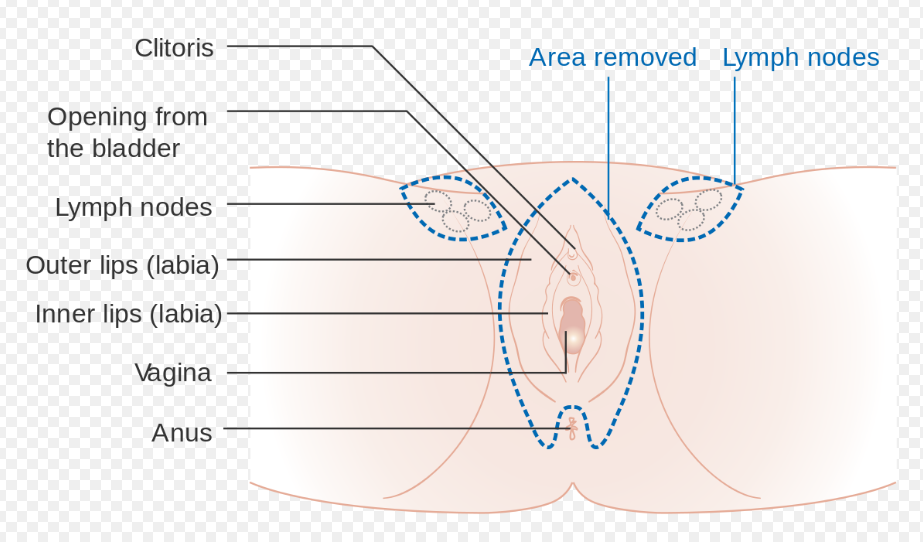 Clitoris
Area removed
Lymph nodes
Opening from
the bladder
Lymph nodes
Outer lips (labia)
Inner lips (labia)
Vagina
Anus